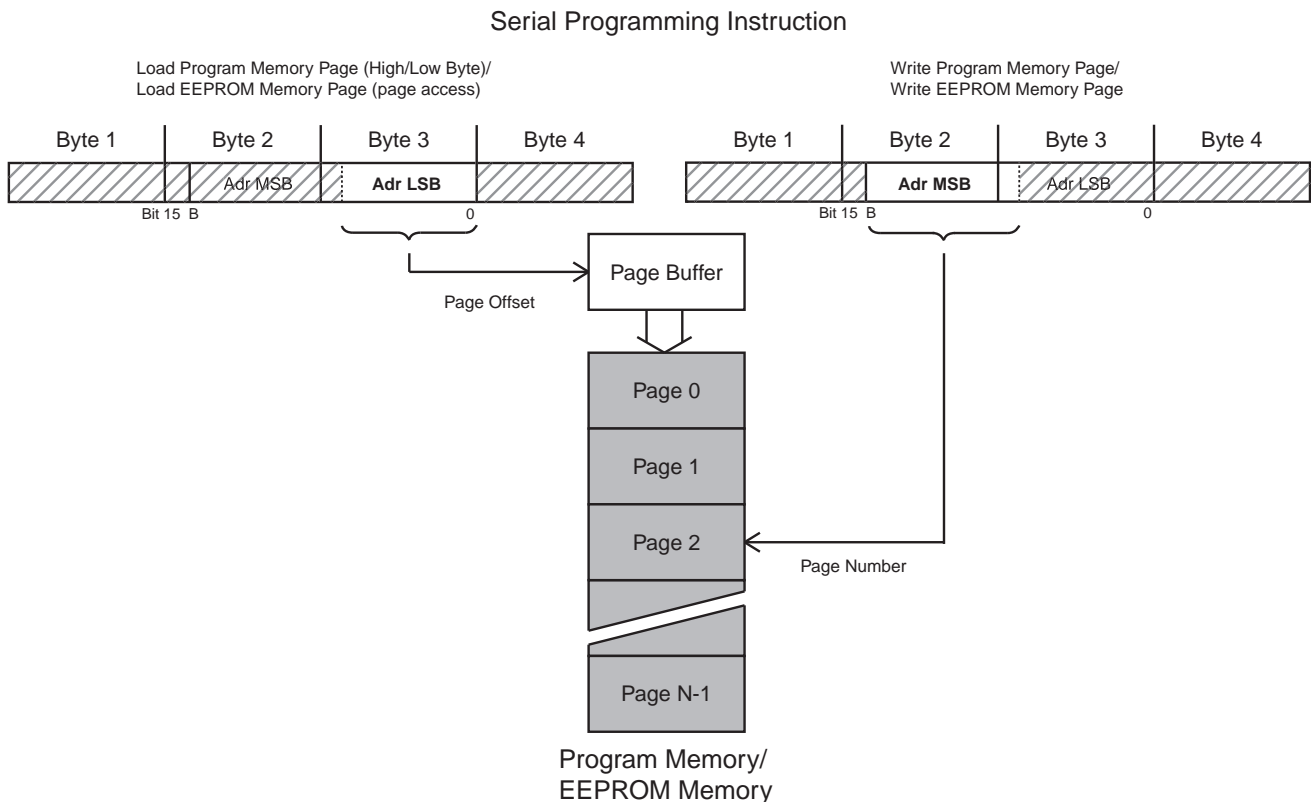 Serial Programming Instruction
Load Program Memory Page (High/Low Byte)/
Load EEPROM Memory Page (page access)
Byte 1
Byte 2
Byte 3
Byte 4
Adr MSB
Adr LSB
Bit 15 B
0
Write Program Memory Page/
Write EEPROM Memory Page
Byte 1
Byte 2
Byte 3
Byte 4
Adr MSB
Adr LSB
Bit 15 B
0
Page Offset
Page Buffer
Page 0
Page 1
Page 2
Page Number
Page N-1
Program Memory/
EEPROM Memory